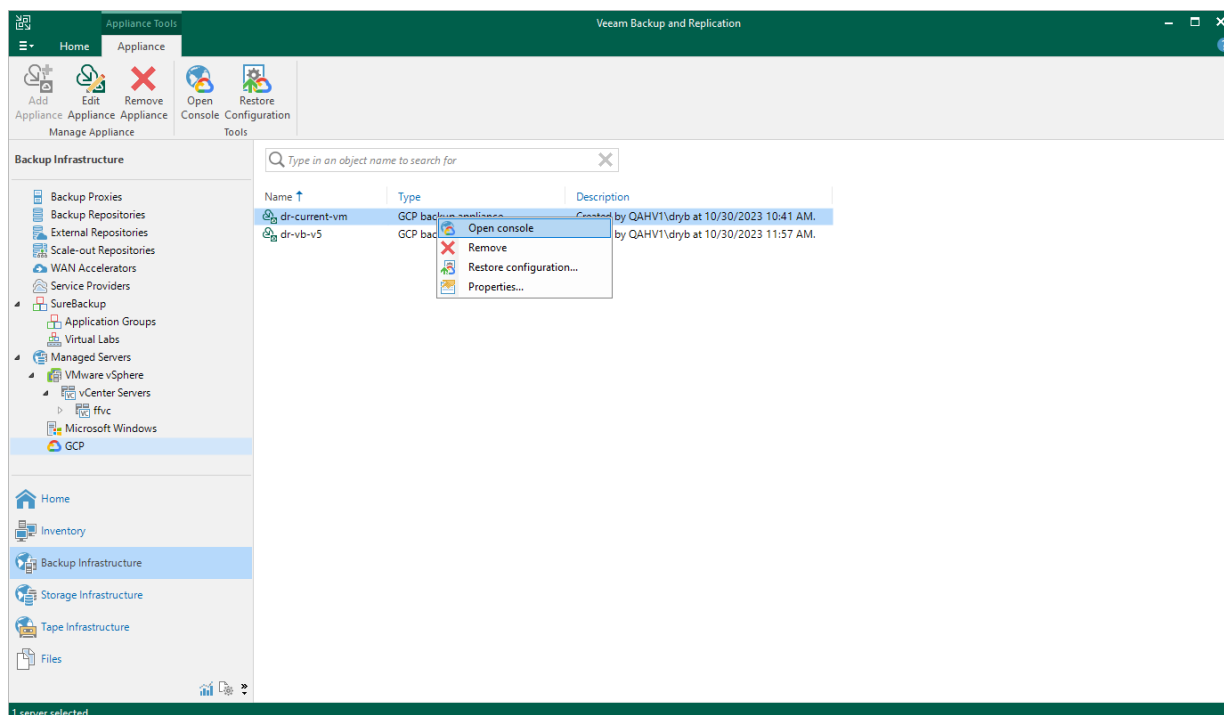 Appliance Tools
Veeam Backup and Replication
Home Appliance
Add Appliance
Edit Appliance
Remove Appliance
Open Console
Restore Configuration
Manage Appliance
Tools
Backup Infrastructure
Type in an object name to search for
Backup Proxies
Backup Repositories
External Repositories
Scale-out Repositories
WAN Accelerators
Service Providers
SureBackup
Application Groups
Virtual Labs
Managed Servers
VMware vSphere
vCenter Servers
ffvc
Microsoft Windows
GCP
Name Type Description
dr-current-vm GCP backup appliance Created by QAHV1\dryb at 10/30/2023 10:41 AM.
dr-vb-v5 GCP by QAHV1\dryb at 10/30/2023 11:57 AM.
Open console
Remove
Restore configuration...
Properties...
Home
Inventory
Backup Infrastructure
Storage Infrastructure
Tape Infrastructure
Files
1 server selected